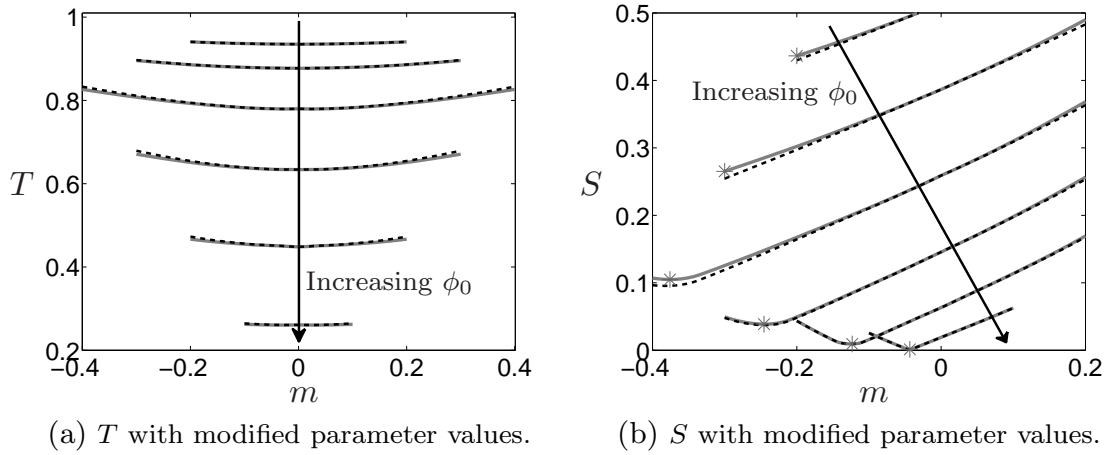 1
0.8
T 0.6
0.4
0.2
Increasing ϕ₀
−0.4 −0.2 0 0.2 0.4
m
(a) T with modified parameter values.
0.5
0.4
Increasing ϕ₀
0.3
S
0.2
0.1
0
−0.4 −0.2 0 0.2
m
(b) S with modified parameter values.